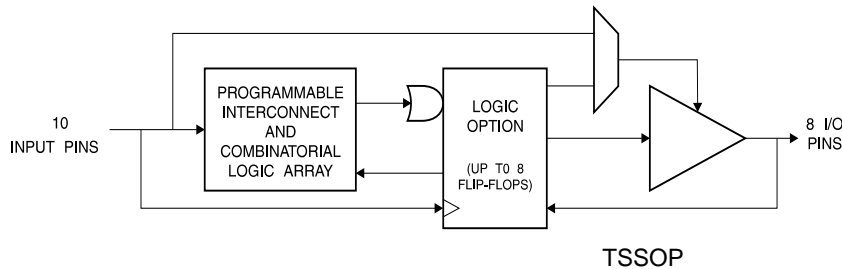 10
INPUT PINS
PROGRAMMABLE
INTERCONNECT
AND
COMBINATORIAL
LOGIC ARRAY
LOGIC
OPTION
(UP T0 8
FLIP-FLOPS)
8 I/O
PINS
TSSOP